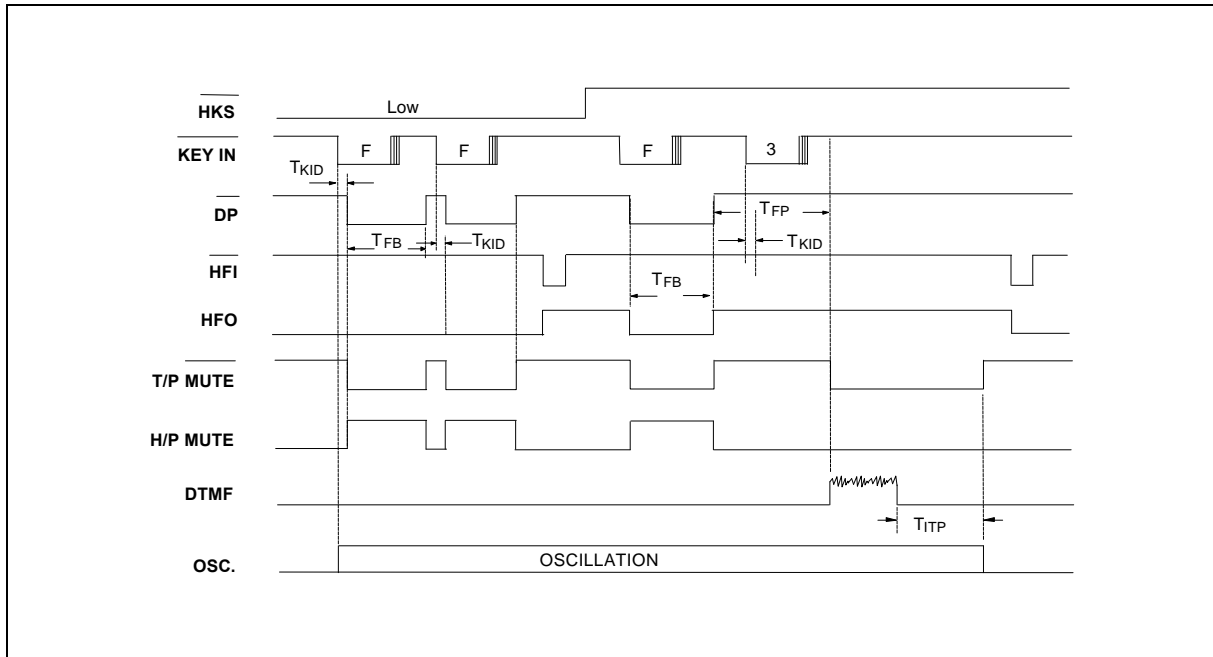 HKS
Low
KEY IN
F
F
F
3
TKID
DP
TFP
TFB
TKID
TKID
HFI
TFB
HFO
T/P MUTE
H/P MUTE
DTMF
TITP
OSC.
OSCILLATION